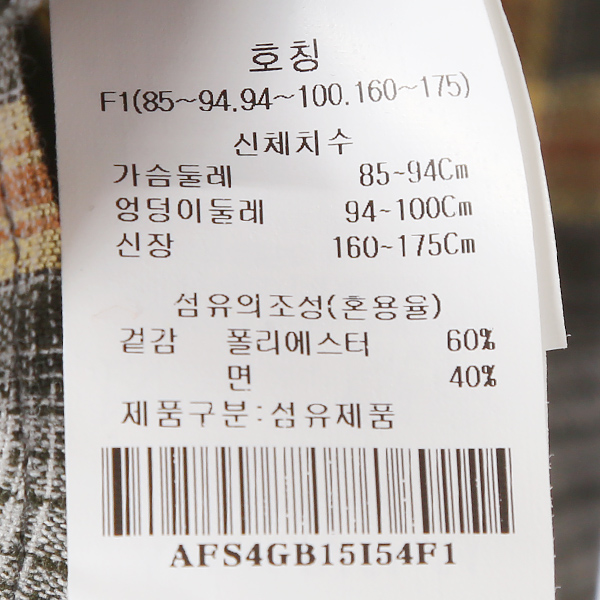 호칭
F1(85~94.94~100.160~175)
신체치수
가슴둘레 85~94Cm
엉덩이둘레 94~100Cm
신장 160~175Cm
섬유의조성(혼용율)
겉감 폴리에스터 60%
면 40%
제품구분:섬유제품
AFS4GB15I54F1